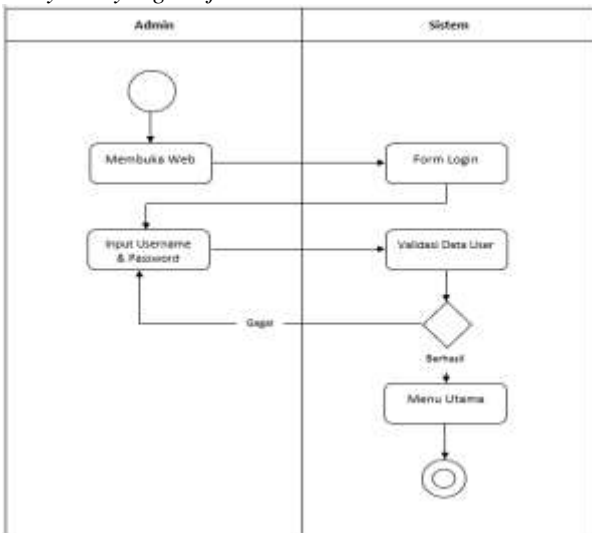 Admin
Sistem
Membuka Web
Form Login
Input Username
& Password
Validasi Data User
Gagal
Berhasil
Menu Utama